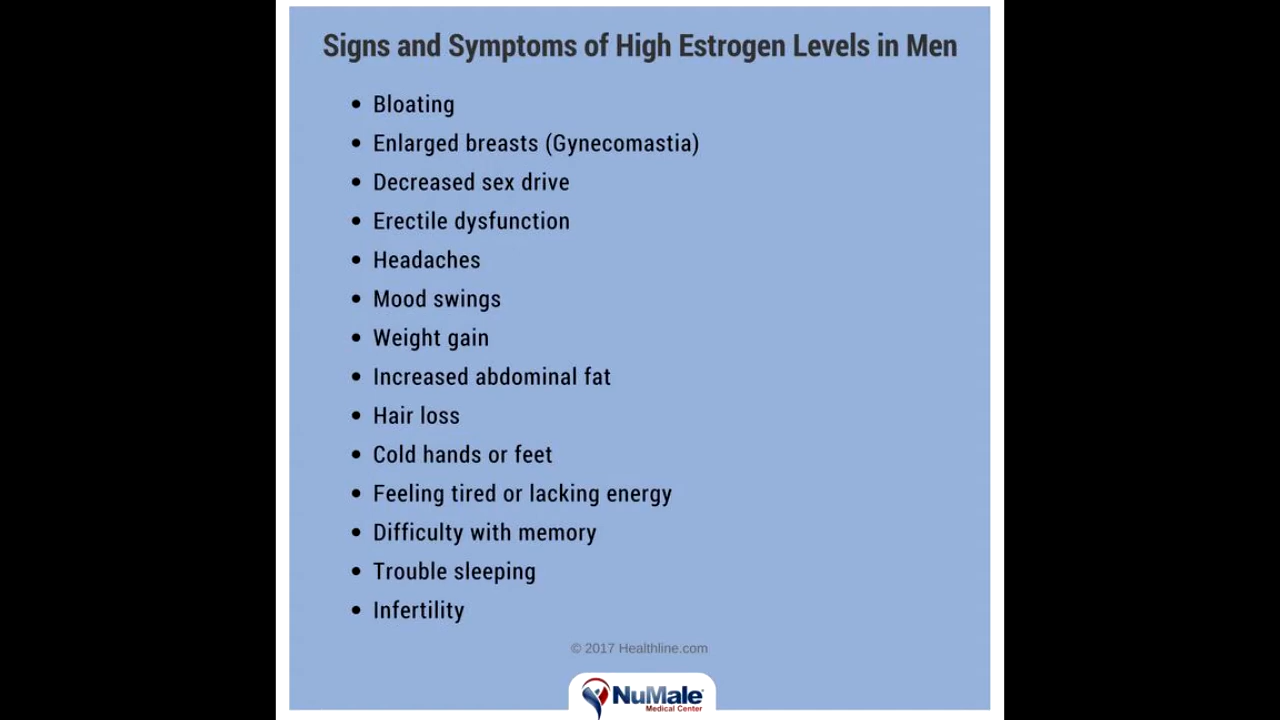 Signs and Symptoms of High Estrogen Levels in Men
• Bloating
• Enlarged breasts (Gynecomastia)
• Decreased sex drive
• Erectile dysfunction
• Headaches
• Mood swings
• Weight gain
• Increased abdominal fat
• Hair loss
• Cold hands or feet
• Feeling tired or lacking energy
• Difficulty with memory
• Trouble sleeping
• Infertility
© 2017 Healthline.com
NuMale
Medical Center